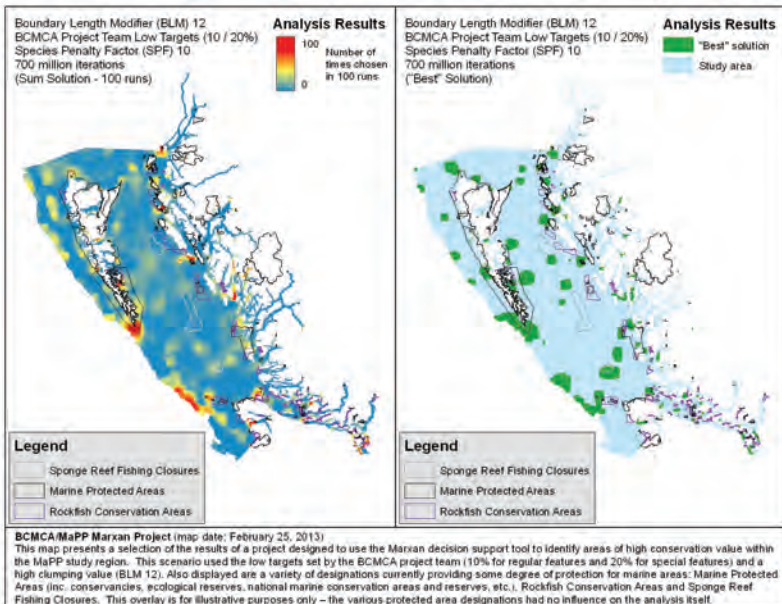 Boundary Length Modifier (BLM) 12
BCMCA Project Team Low Targets (10 / 20%)
Species Penalty Factor (SPF) 10
700 million iterations
(Sum Solution - 100 runs)
Analysis Results
100
0
Number of
times chosen
in 100 runs
Legend
Sponge Reef Fishing Closures
Marine Protected Areas
Rockfish Conservation Areas
Boundary Length Modifier (BLM) 12
BCMCA Project Team Low Targets (10 / 20%)
Species Penalty Factor (SPF) 10
700 million iterations
("Best" Solution)
Analysis Results
"Best" solution
Study area
Legend
Sponge Reef Fishing Closures
Marine Protected Areas
Rockfish Conservation Areas
BCMCA/MaPP Marxan Project (map date: February 25, 2013)
This map presents a selection of the results of a project designed to use the Marxan decision support tool to identify areas of high conservation value within
the MaPP study region. This scenario used the low targets set by the BCMCA project team (10% for regular features and 20% for special features) and a
high clumping value (BLM 12). Also displayed are a variety of designations currently providing some degree of protection for marine areas: Marine Protected
Areas (inc. conservancies, ecological reserves, national marine conservation areas and reserves, etc.), Rockfish Conservation Areas and Sponge Reef
Fishing Closures. This overlay is for illustrative purposes only – the various protected area designations had no influence on the analysis itself.